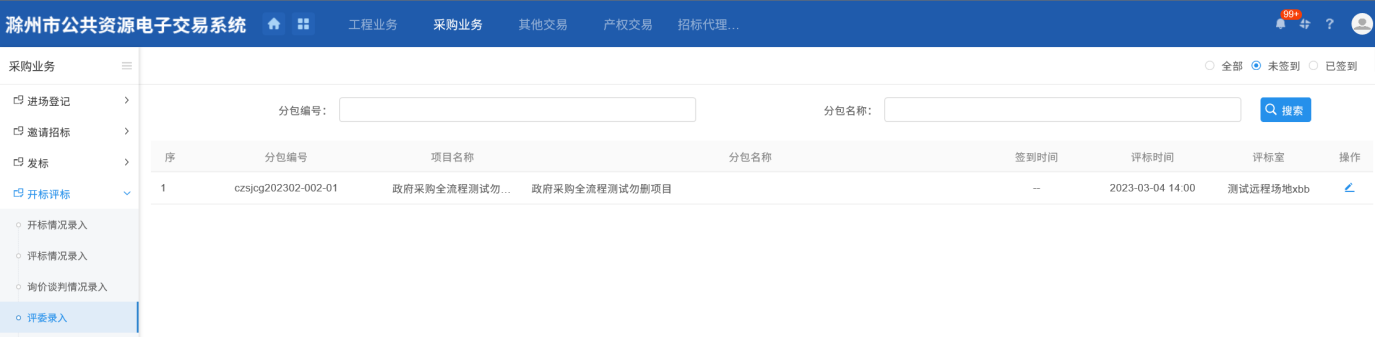 滁州市公共资源电子交易系统 工程业务 采购业务 其他交易 产权交易 招标代理... 99+ ?
采购业务 全部 未签到 已签到
进场登记
分包编号： 分包名称： 搜索
邀请招标
发标
序 分包编号 项目名称 分包名称 签到时间 评标时间 评标室 操作
开标评标
1 czsjcg202302-002-01 政府采购全流程测试勿... 政府采购全流程测试勿删项目 -- 2023-03-04 14:00 测试远程场地xbb
开标情况录入
评标情况录入
询价谈判情况录入
评委录入